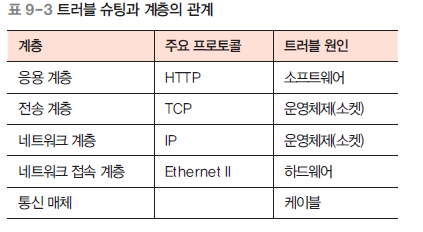 표 9-3 트러블 슈팅과 계층의 관계
계층 주요 프로토콜 트러블 원인
응용 계층 HTTP 소프트웨어
전송 계층 TCP 운영체제(소켓)
네트워크 계층 IP 운영체제(소켓)
네트워크 접속 계층 Ethernet II 하드웨어
통신 매체 케이블